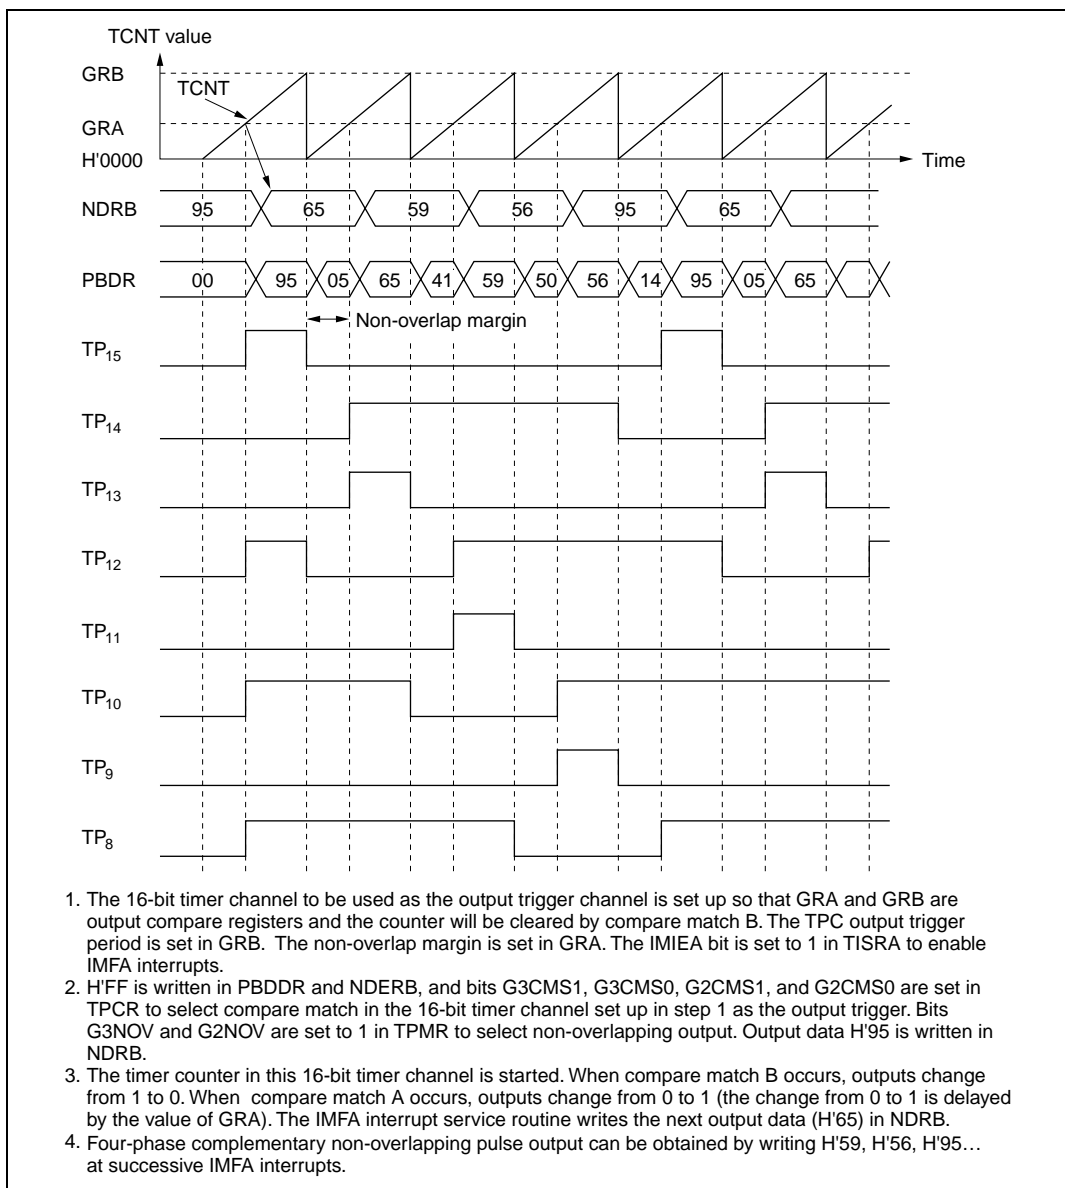 TCNT value
GRB
TCNT
GRA
H'0000
Time
NDRB 95 65 59 56 95 65
PBDR 00 95 05 65 41 59 50 56 14 95 05 65
Non-overlap margin
TP15
TP14
TP13
TP12
TP11
TP10
TP9
TP8
1. The 16-bit timer channel to be used as the output trigger channel is set up so that GRA and GRB are
output compare registers and the counter will be cleared by compare match B. The TPC output trigger
period is set in GRB. The non-overlap margin is set in GRA. The IMIEA bit is set to 1 in TISRA to enable
IMFA interrupts.
2. H'FF is written in PBDDR and NDERB, and bits G3CMS1, G3CMS0, G2CMS1, and G2CMS0 are set in
TPCR to select compare match in the 16-bit timer channel set up in step 1 as the output trigger. Bits
G3NOV and G2NOV are set to 1 in TPMR to select non-overlapping output. Output data H'95 is written in
NDRB.
3. The timer counter in this 16-bit timer channel is started. When compare match B occurs, outputs change
from 1 to 0. When compare match A occurs, outputs change from 0 to 1 (the change from 0 to 1 is delayed
by the value of GRA). The IMFA interrupt service routine writes the next output data (H'65) in NDRB.
4. Four-phase complementary non-overlapping pulse output can be obtained by writing H'59, H'56, H'95…
at successive IMFA interrupts.